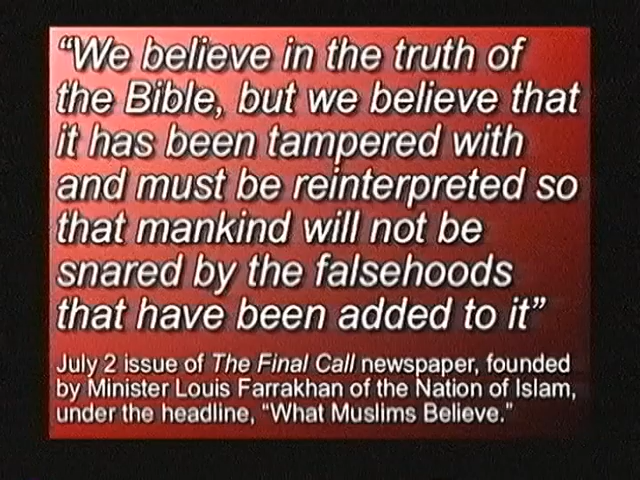 “We believe in the truth of
the Bible, but we believe that
it has been tampered with
and must be reinterpreted so
that mankind will not be
snared by the falsehoods
that have been added to it”
July 2 issue of The Final Call newspaper, founded
by Minister Louis Farrakhan of the Nation of Islam,
under the headline, “What Muslims Believe.”